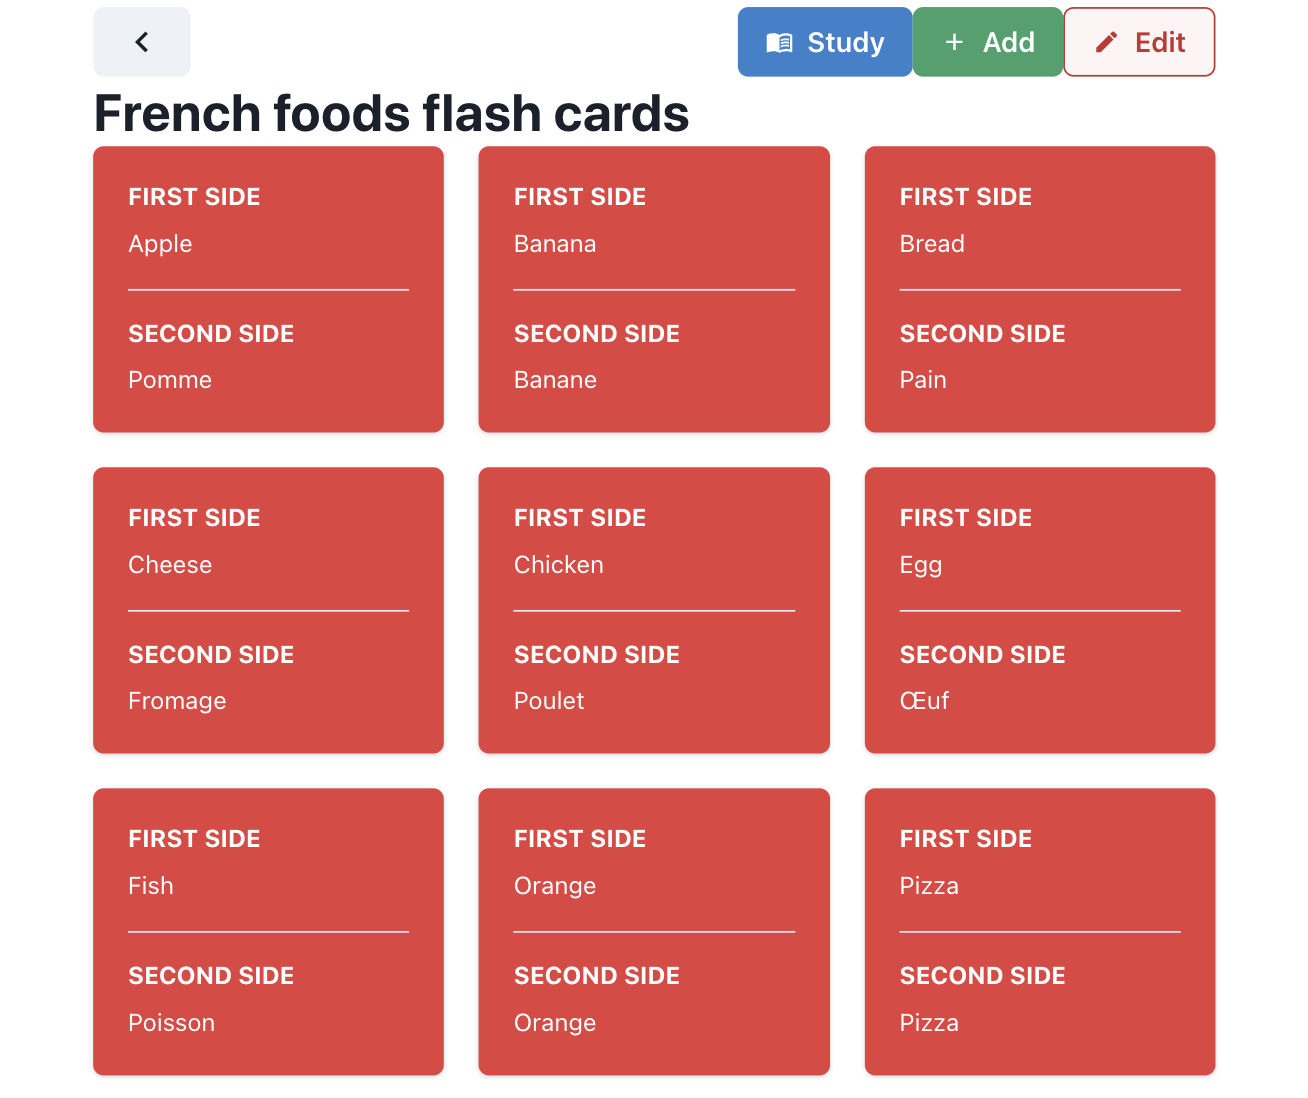 Study
Add
Edit
French foods flash cards
FIRST SIDE
Apple
SECOND SIDE
Pomme
FIRST SIDE
Banana
SECOND SIDE
Banane
FIRST SIDE
Bread
SECOND SIDE
Pain
FIRST SIDE
Cheese
SECOND SIDE
Fromage
FIRST SIDE
Chicken
SECOND SIDE
Poulet
FIRST SIDE
Egg
SECOND SIDE
Œuf
FIRST SIDE
Fish
SECOND SIDE
Poisson
FIRST SIDE
Orange
SECOND SIDE
Orange
FIRST SIDE
Pizza
SECOND SIDE
Pizza